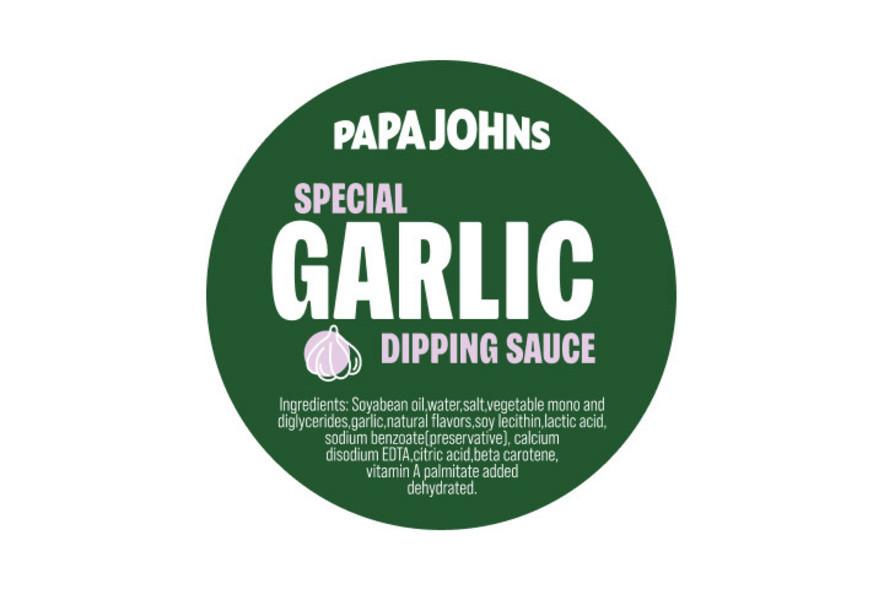 PAPA JOHNS
SPECIAL
GARLIC
DIPPING SAUCE
Ingredients: Soyabean oil,water,salt,vegetable mono and
diglycerides,garlic,natural flavors,soy lecithin,lactic acid,
sodium benzoate(preservative), calcium
disodium EDTA,citric acid,beta carotene,
vitamin A palmitate added
dehydrated.